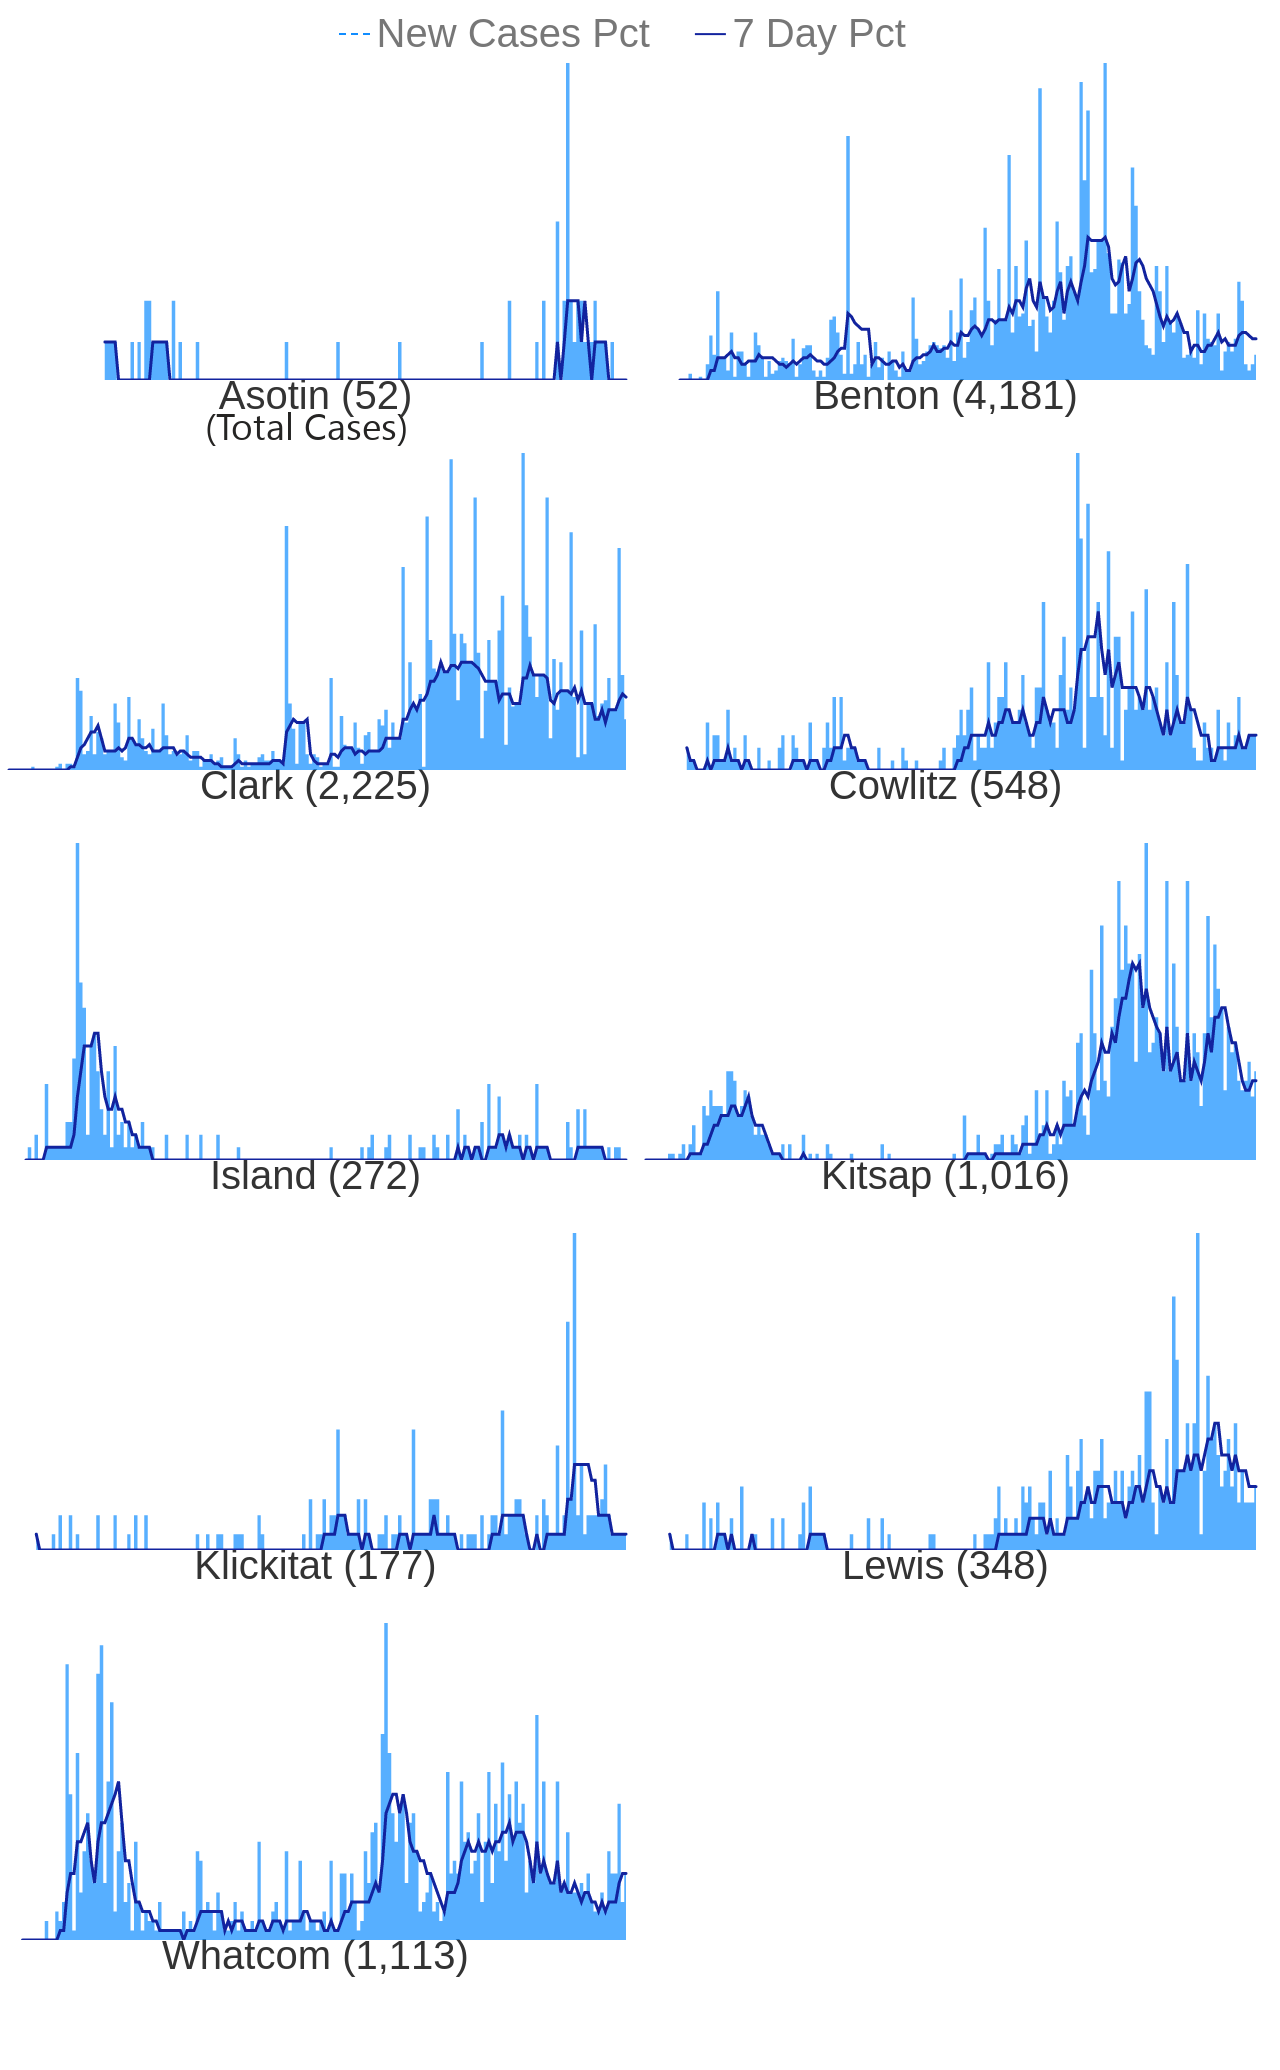 New Cases Pct 7 Day Pct
Asotin (52) Benton (4,181)
(Total Cases)
Clark (2,225) Cowlitz (548)
Island (272) Kitsap (1,016)
Klickitat (177) Lewis (348)
Whatcom (1,113)